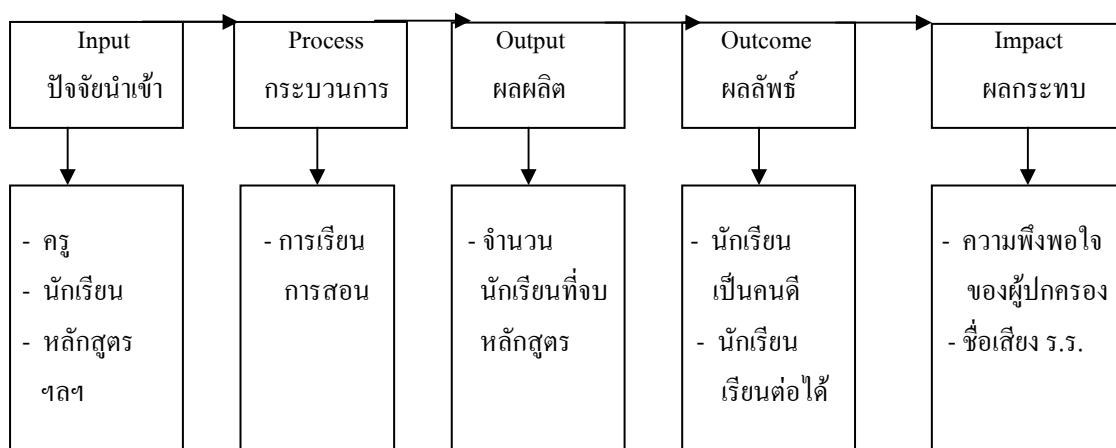 Input
ปัจจัยนำเข้า
Process
กระบวนการ
Output
ผลผลิต
Outcome
ผลลัพธ์
Impact
ผลกระทบ
- ครู
- นักเรียน
- หลักสูตร
ฯลฯ
- การเรียน
การสอน
- จำนวน
นักเรียนที่จบ
หลักสูตร
- นักเรียน
เป็นคนดี
- นักเรียน
เรียนต่อได้
- ความพึงพอใจ
ของผู้ปกครอง
- ชื่อเสียง ร.ร.